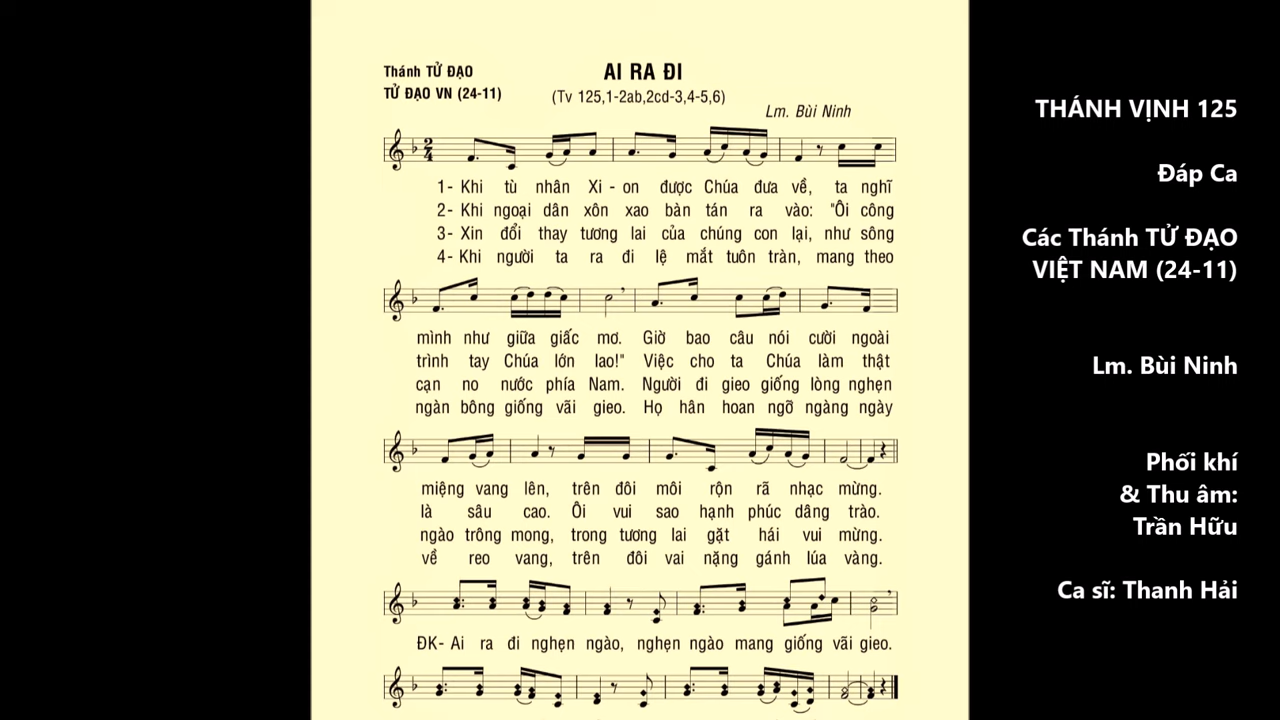 Thánh TỬ ĐẠO
TỬ ĐẠO VN (24-11)
AI RA ĐI
(Tv 125,1-2ab,2cd-3,4-5,6)
Lm. Bùi Ninh
2
4
1- Khi tù nhân Xi - on được Chúa đưa về, ta nghĩ
2- Khi ngoại dân xôn xao bàn tán ra vào: "Ôi công
3- Xin đổi thay tương lai của chúng con lại, như sông
4- Khi người ta ra đi lệ mắt tuôn tràn, mang theo
mình như giữa giấc mơ. Giờ bao câu nói cười ngoài
trình tay Chúa lớn lao!" Việc cho ta Chúa làm thật
cạn no nước phía Nam. Người đi gieo giống lòng nghẹn
ngàn bông giống vãi gieo. Họ hân hoan ngỡ ngàng ngày
miệng vang lên, trên đôi môi rộn rã nhạc mừng.
là sâu cao. Ôi vui sao hạnh phúc dâng trào.
ngào trông mong, trong tương lai gặt hái vui mừng.
về reo vang, trên đôi vai nặng gánh lúa vàng.
ĐK- Ai ra đi nghẹn ngào, nghẹn ngào mang giống vãi gieo.
THÁNH VỊNH 125
Đáp Ca
Các Thánh TỬ ĐẠO
VIỆT NAM (24-11)
Lm. Bùi Ninh
Phối khí
& Thu âm:
Trần Hữu
Ca sĩ: Thanh Hải